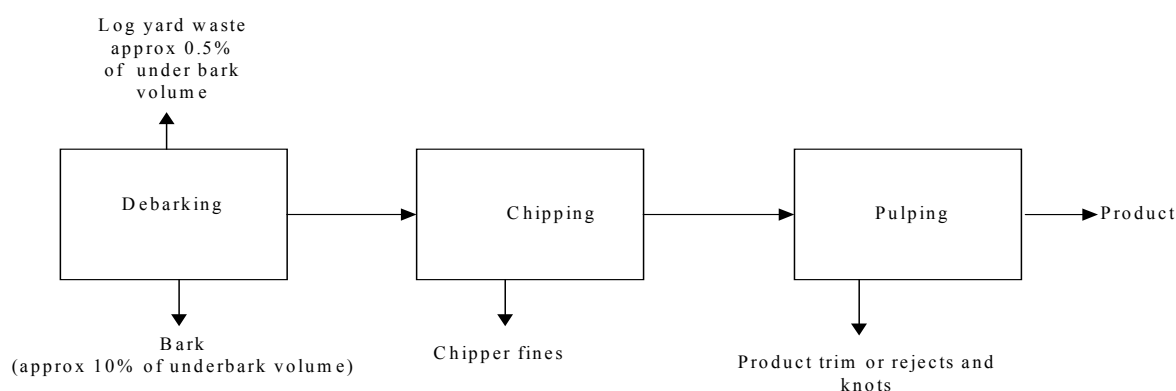 Log yard waste
approx 0.5%
of under bark
volume
Debarking
Chipping
Pulping
Product
Bark
(approx 10% of underbark volume)
Chipper fines
Product trim or rejects and
knots